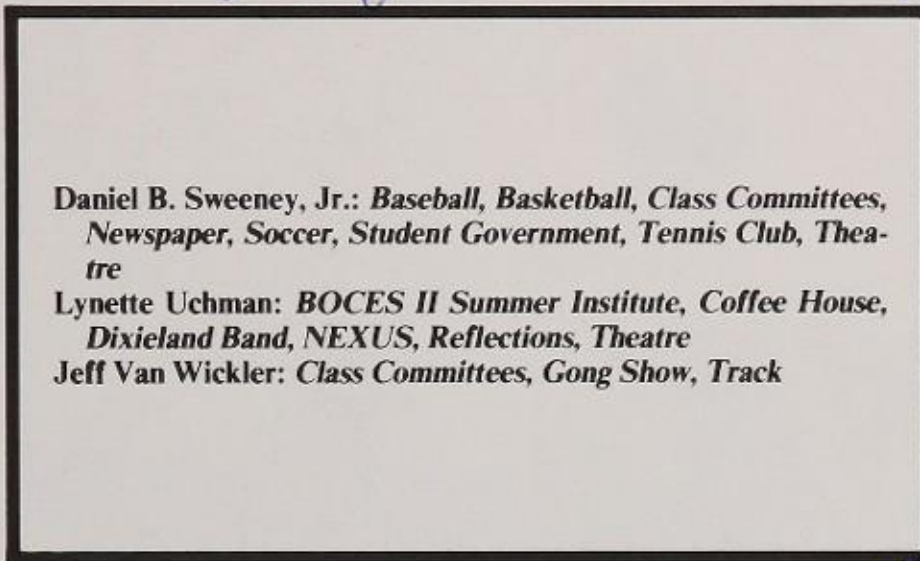 Daniel B. Sweeney, Jr.: Baseball, Basketball, Class Committees,
Newspaper, Soccer, Student Government, Tennis Club, Thea-
tre
Lynette Uchman: BOCES II Summer Institute, Coffee House,
Dixieland Band, NEXUS, Reflections, Theatre
Jeff Van Wickler: Class Committees, Gong Show, Track